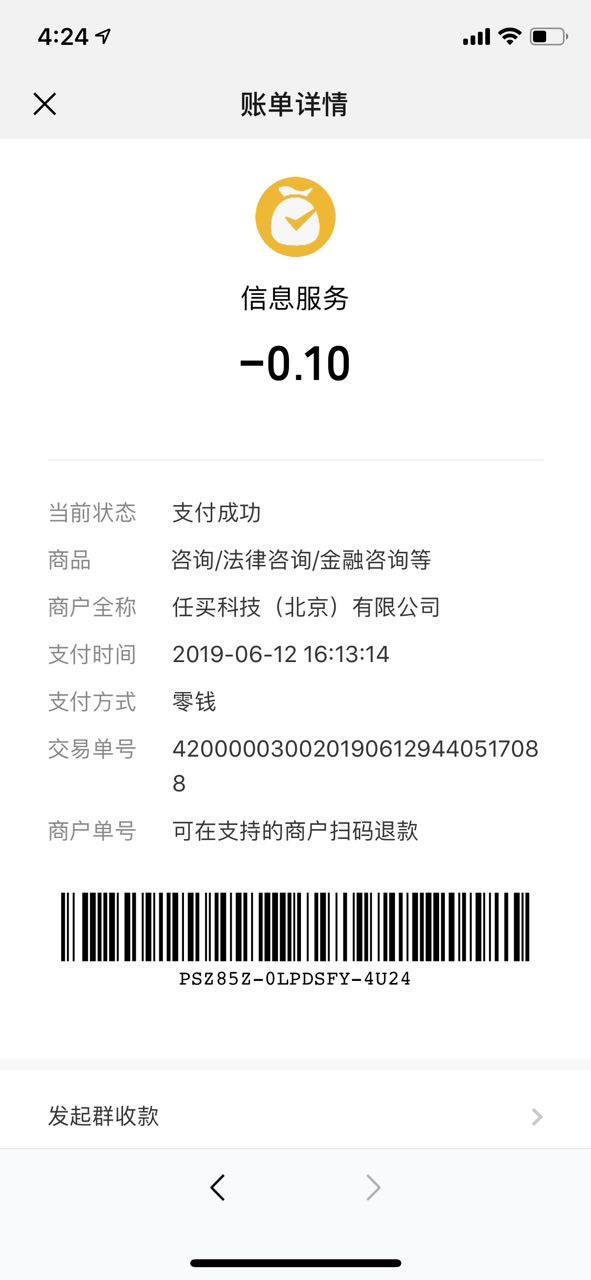 4:24
账单详情
信息服务
-0.10
当前状态 支付成功
商品 咨询/法律咨询/金融咨询等
商户全称 任买科技（北京）有限公司
支付时间 2019-06-12 16:13:14
支付方式 零钱
交易单号 420000030020190612944051708
8
商户单号 可在支持的商户扫码退款
PSZ85Z-0LPDSFY-4U24
发起群收款